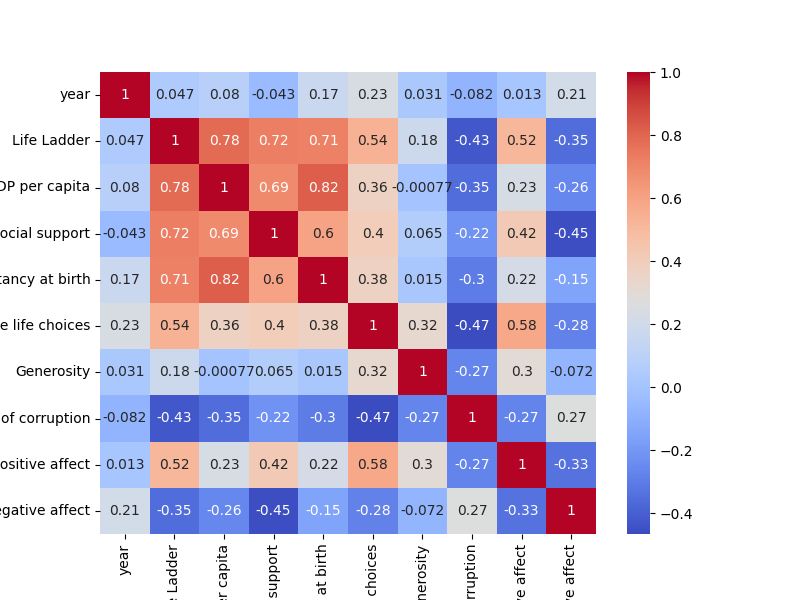 year 1 0.047 0.08 -0.043 0.17 0.23 0.031 -0.082 0.013 0.21
Life Ladder 0.047 1 0.78 0.72 0.71 0.54 0.18 -0.43 0.52 -0.35
DP per capita 0.08 0.78 1 0.69 0.82 0.36 -0.00077 -0.35 0.23 -0.26
ocial support -0.043 0.72 0.69 1 0.6 0.4 0.065 -0.22 0.42 -0.45
tancy at birth 0.17 0.71 0.82 0.6 1 0.38 0.015 -0.3 0.22 -0.15
e life choices 0.23 0.54 0.36 0.4 0.38 1 0.32 -0.47 0.58 -0.28
Generosity 0.031 0.18 -0.00077 0.065 0.015 0.32 1 -0.27 0.3 -0.072
of corruption -0.082 -0.43 -0.35 -0.22 -0.3 -0.47 -0.27 1 -0.27 0.27
ositive affect 0.013 0.52 0.23 0.42 0.22 0.58 0.3 -0.27 1 -0.33
egative affect 0.21 -0.35 -0.26 -0.45 -0.15 -0.28 -0.072 0.27 -0.33 1
year
e Ladder
r capita
support
at birth
choices
nerosity
rruption
ve affect
ve affect
1.0
0.8
0.6
0.4
0.2
0.0
−0.2
−0.4